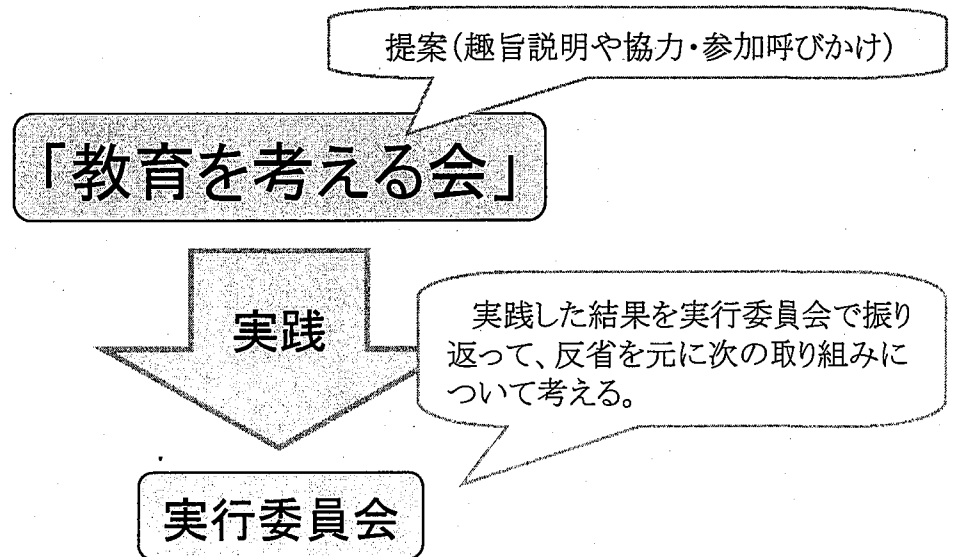 提案(趣旨説明や協力・参加呼びかけ)
「教育を考える会」
実践
実践した結果を実行委員会で振り
返って、反省を元に次の取り組みに
ついて考える。
実行委員会